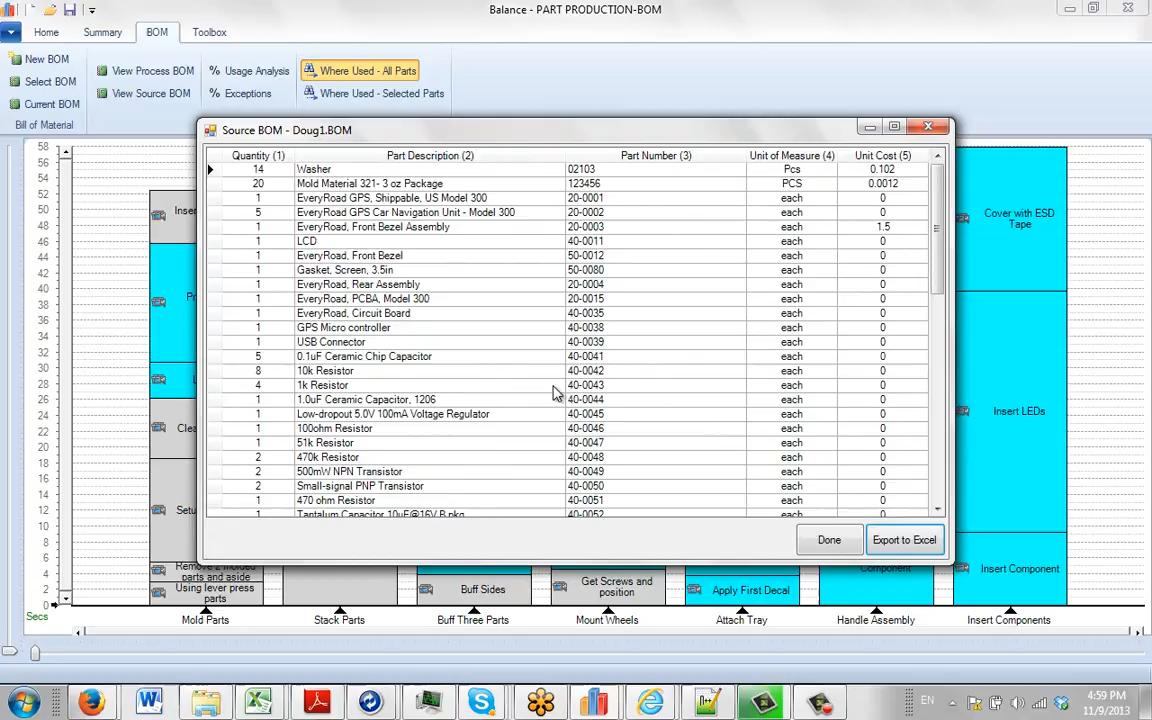 Balance - PART PRODUCTION-BOM
Home Summary BOM Toolbox
New BOM
Select BOM
Current BOM
Bill of Material
View Process BOM
View Source BOM
% Usage Analysis
% Exceptions
Where Used - All Parts
Where Used - Selected Parts
Source BOM - Doug1.BOM
Quantity (1) Part Description (2) Part Number (3) Unit of Measure (4) Unit Cost (5)
14 Washer 02103 Pcs 0.102
20 Mold Material 321- 3 oz Package 123456 PCS 0.0012
1 EveryRoad GPS, Shippable, US Model 300 20-0001 each 0
5 EveryRoad GPS Car Navigation Unit - Model 300 20-0002 each 0
1 EveryRoad, Front Bezel Assembly 20-0003 each 1.5
1 LCD 40-0011 each 0
1 EveryRoad, Front Bezel 50-0012 each 0
1 Gasket, Screen, 3.5in 50-0080 each 0
1 EveryRoad, Rear Assembly 20-0004 each 0
1 EveryRoad, PCBA, Model 300 20-0015 each 0
1 EveryRoad, Circuit Board 40-0035 each 0
1 GPS Micro controller 40-0038 each 0
1 USB Connector 40-0039 each 0
5 0.1uF Ceramic Chip Capacitor 40-0041 each 0
8 10k Resistor 40-0042 each 0
4 1k Resistor 40-0043 each 0
1 1.0uF Ceramic Capacitor, 1206 40-0044 each 0
1 Low-dropout 5.0V 100mA Voltage Regulator 40-0045 each 0
1 100ohm Resistor 40-0046 each 0
1 51k Resistor 40-0047 each 0
2 470k Resistor 40-0048 each 0
2 500mW NPN Transistor 40-0049 each 0
2 Small-signal PNP Transistor 40-0050 each 0
1 470 ohm Resistor 40-0051 each 0
1 Tantalum Capacitor 10uF@16V B pkg 40-0052 each 0
Done Export to Excel
58
56
54
52
50
48
46
44
42
40
38
36
34
32
30
28
26
24
22
20
18
16
14
12
10
8
6
4
2
0
Secs
Inser
Pr
L
Clea
Setu
Remove 2 molded
parts and aside
Using lever press
parts
Buff Sides
Get Screws and
position
Apply First Decal
Component
Cover with ESD
Tape
Insert LEDs
Insert Component
Mold Parts Stack Parts Buff Three Parts Mount Wheels Attach Tray Handle Assembly Insert Components
EN
4:59 PM
11/9/2013